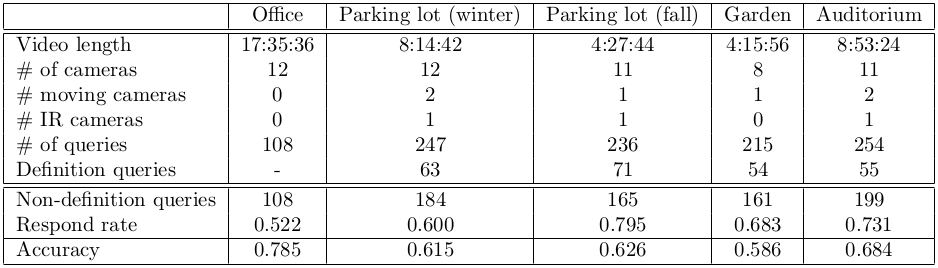 Office Parking lot (winter) Parking lot (fall) Garden Auditorium
Video length 17:35:36 8:14:42 4:27:44 4:15:56 8:53:24
# of cameras 12 12 11 8 11
# moving cameras 0 2 1 1 2
# IR cameras 0 1 1 0 1
# of queries 108 247 236 215 254
Definition queries - 63 71 54 55
Non-definition queries 108 184 165 161 199
Respond rate 0.522 0.600 0.795 0.683 0.731
Accuracy 0.785 0.615 0.626 0.586 0.684